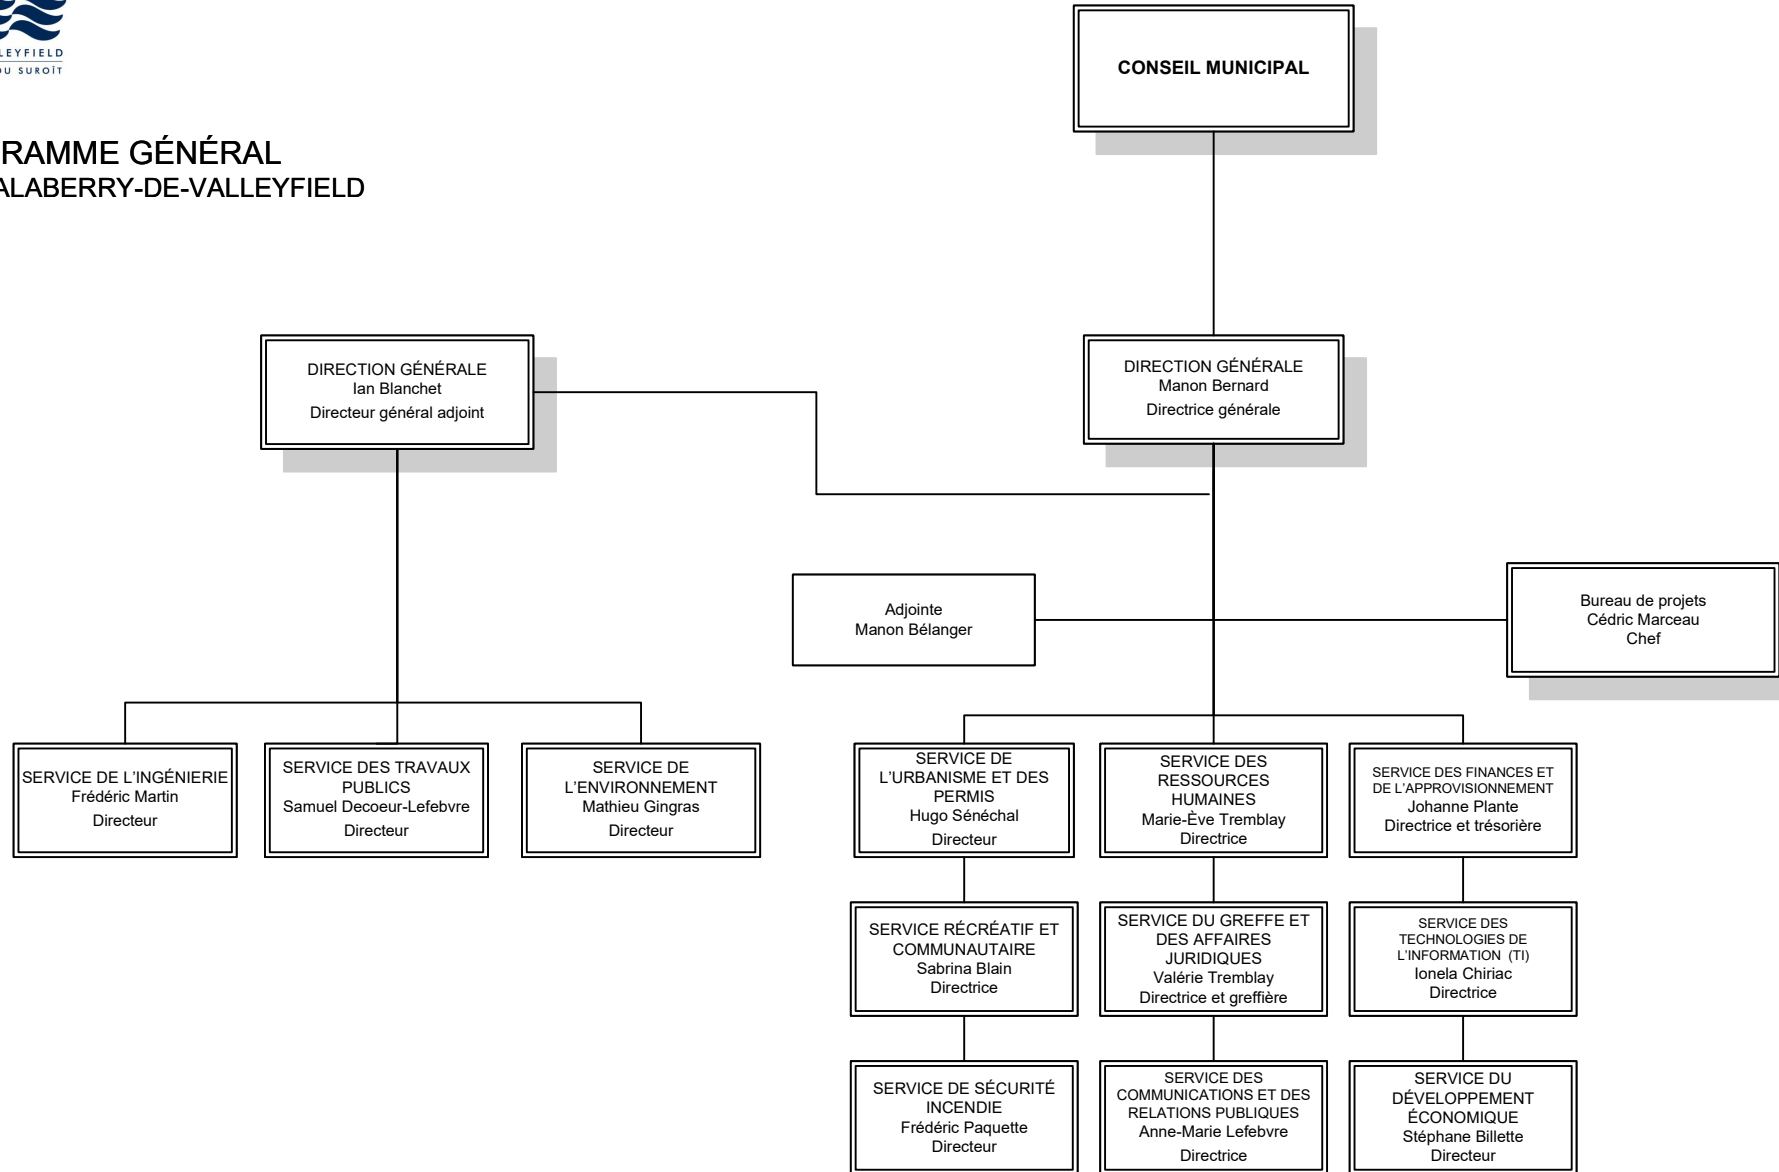 LEYFIELD
DU SUROÎT
RAMME GÉNÉRAL
ALABERRY-DE-VALLEYFIELD
CONSEIL MUNICIPAL
DIRECTION GÉNÉRALE
Ian Blanchet
Directeur général adjoint
DIRECTION GÉNÉRALE
Manon Bernard
Directrice générale
Adjointe
Manon Bélanger
Bureau de projets
Cédric Marceau
Chef
SERVICE DE L'INGÉNIERIE
Frédéric Martin
Directeur
SERVICE DES TRAVAUX
PUBLICS
Samuel Decoeur-Lefebvre
Directeur
SERVICE DE
L'ENVIRONNEMENT
Mathieu Gingras
Directeur
SERVICE DE
L'URBANISME ET DES
PERMIS
Hugo Sénéchal
Directeur
SERVICE DES
RESSOURCES
HUMAINES
Marie-Ève Tremblay
Directrice
SERVICE DES FINANCES ET
DE L'APPROVISIONNEMENT
Johanne Plante
Directrice et trésorière
SERVICE RÉCRÉATIF ET
COMMUNAUTAIRE
Sabrina Blain
Directrice
SERVICE DU GREFFE ET
DES AFFAIRES
JURIDIQUES
Valérie Tremblay
Directrice et greffière
SERVICE DES
TECHNOLOGIES DE
L'INFORMATION (TI)
Ionela Chiriac
Directrice
SERVICE DE SÉCURITÉ
INCENDIE
Frédéric Paquette
Directeur
SERVICE DES
COMMUNICATIONS ET DES
RELATIONS PUBLIQUES
Anne-Marie Lefebvre
Directrice
SERVICE DU
DÉVELOPPEMENT
ÉCONOMIQUE
Stéphane Billette
Directeur